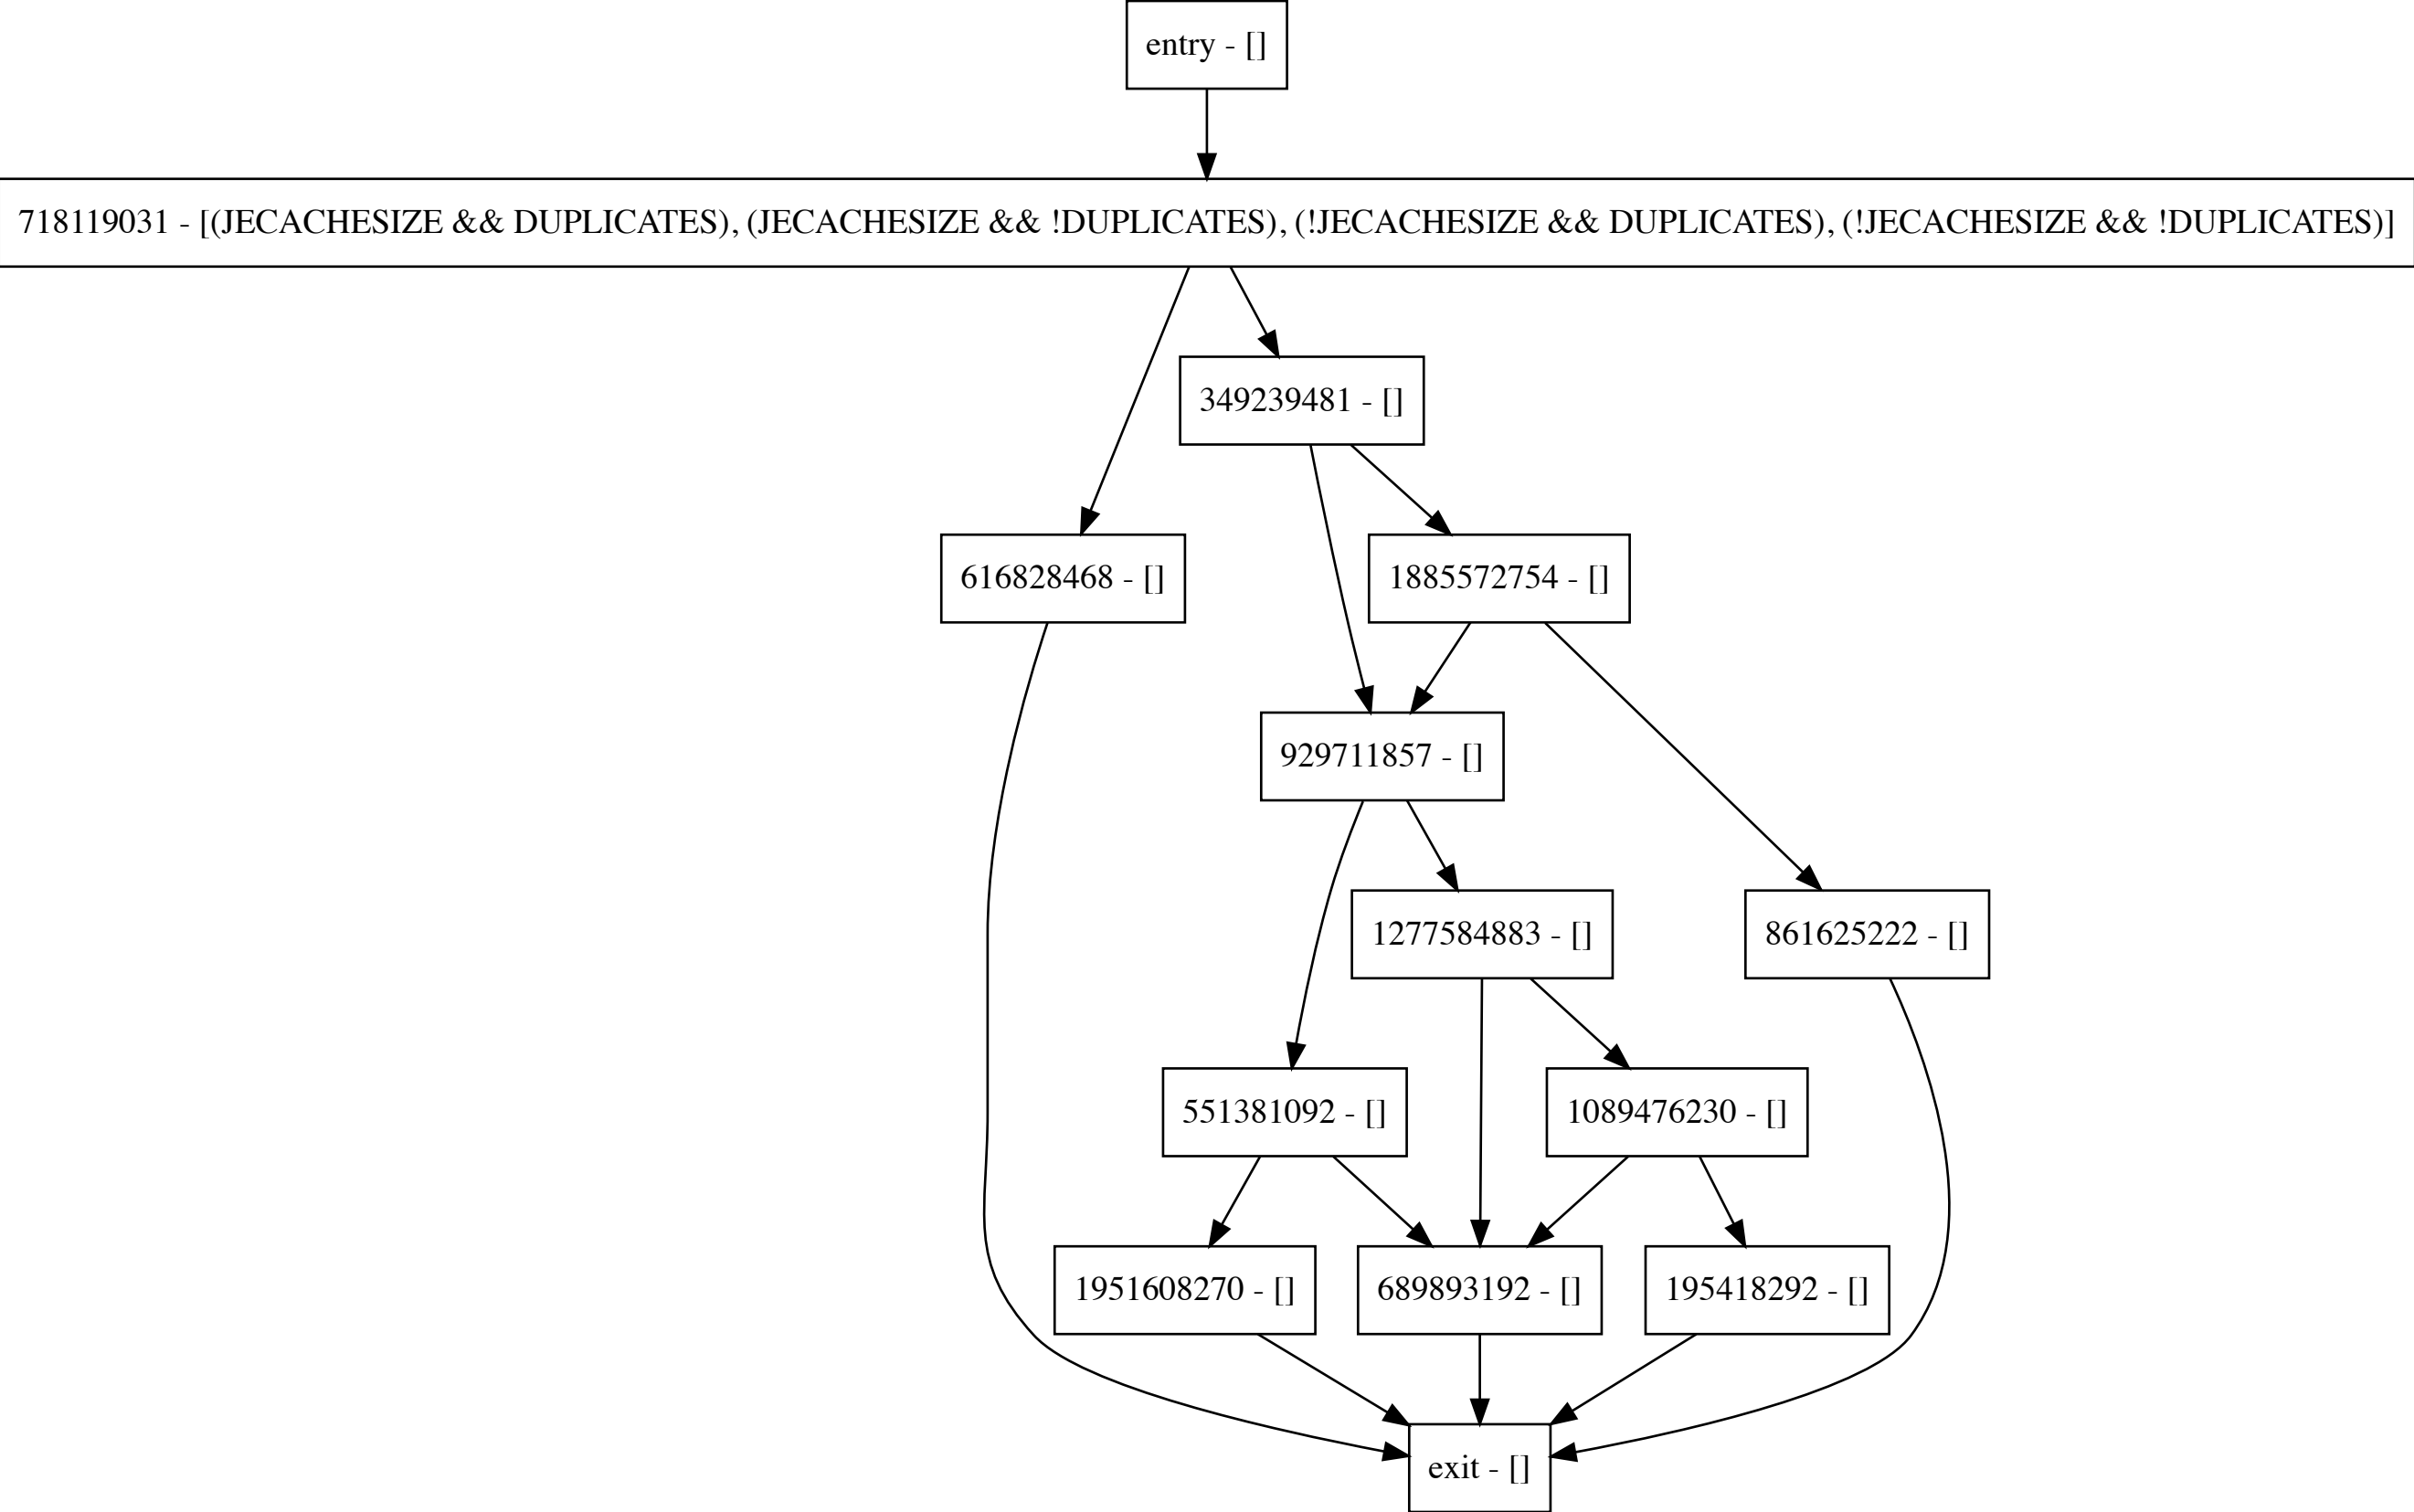 entry - []
718119031 - [(JECACHESIZE && DUPLICATES), (JECACHESIZE && !DUPLICATES), (!JECACHESIZE && DUPLICATES), (!JECACHESIZE && !DUPLICATES)]
349239481 - []
616828468 - []
1885572754 - []
929711857 - []
1277584883 - []
861625222 - []
551381092 - []
1089476230 - []
1951608270 - []
689893192 - []
195418292 - []
exit - []